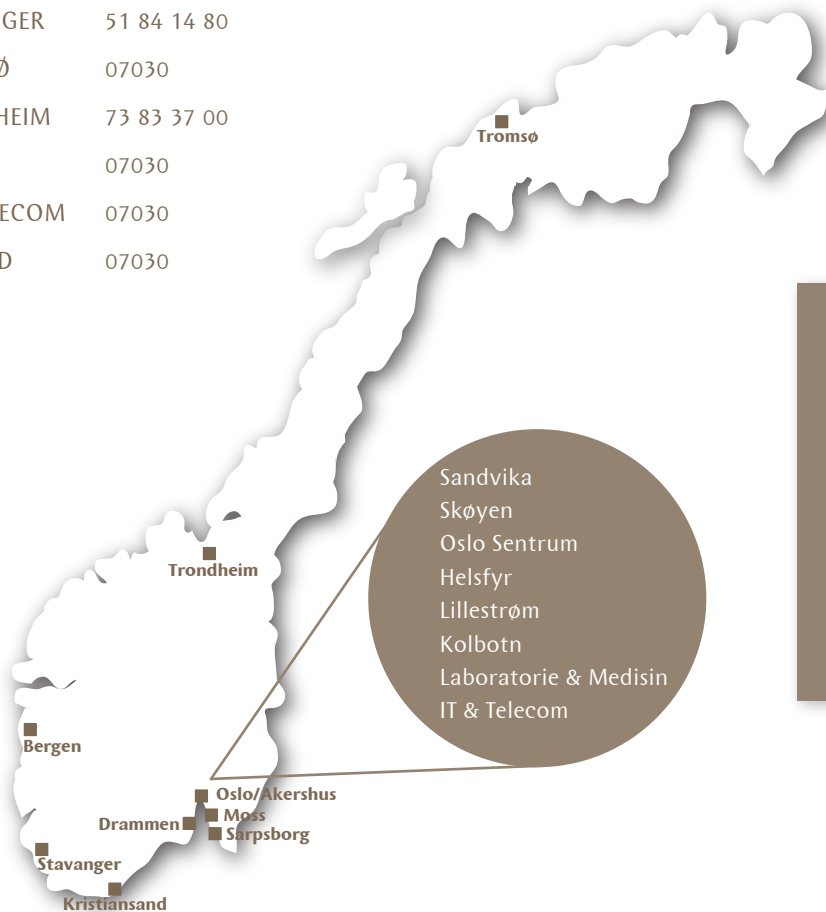 GER 51 84 14 80
Ø 07030
HEIM 73 83 37 00
07030
ECOM 07030
D 07030
Tromsø
Sandvika
Skøyen
Oslo Sentrum
Helsfyr
Lillestrøm
Kolbotn
Laboratorie & Medisin
IT & Telecom
Trondheim
Bergen
Oslo/Akershus
Moss
Drammen
Sarpsborg
Stavanger
Kristiansand